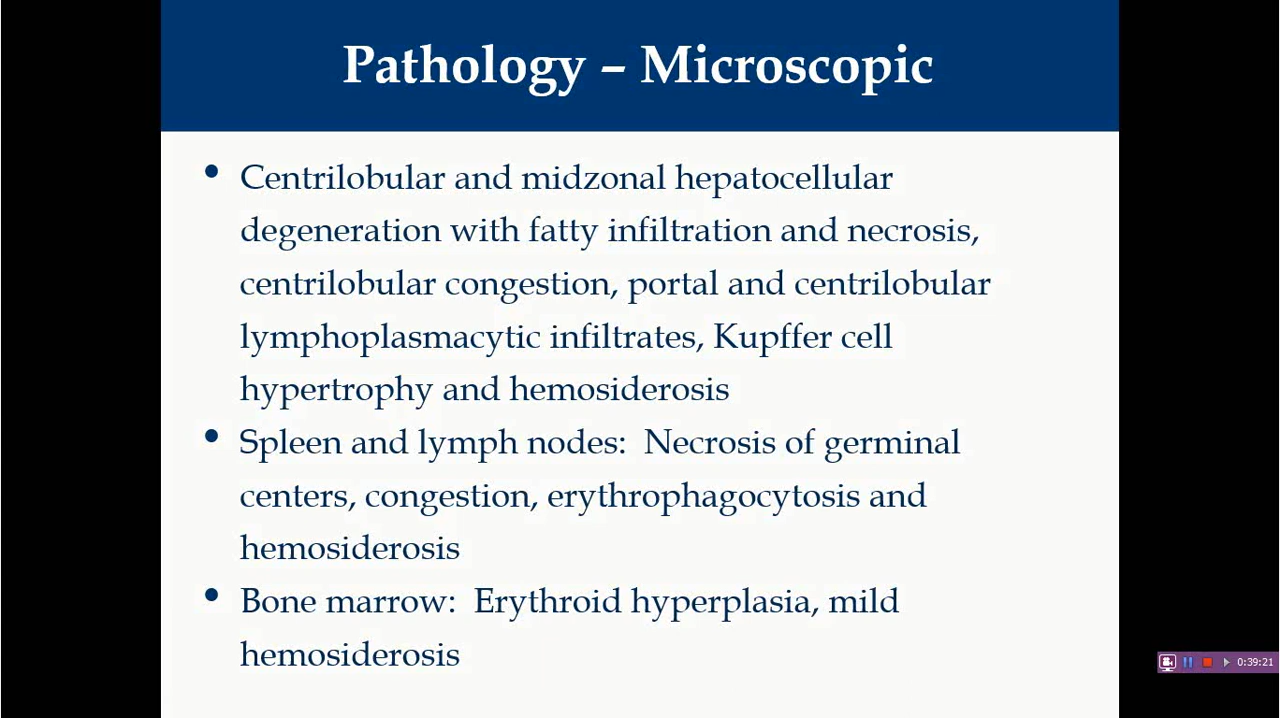 Pathology – Microscopic
• Centrilobular and midzonal hepatocellular
degeneration with fatty infiltration and necrosis,
centrilobular congestion, portal and centrilobular
lymphoplasmacytic infiltrates, Kupffer cell
hypertrophy and hemosiderosis
• Spleen and lymph nodes:  Necrosis of germinal
centers, congestion, erythrophagocytosis and
hemosiderosis
• Bone marrow:  Erythroid hyperplasia, mild
hemosiderosis
0:39:21